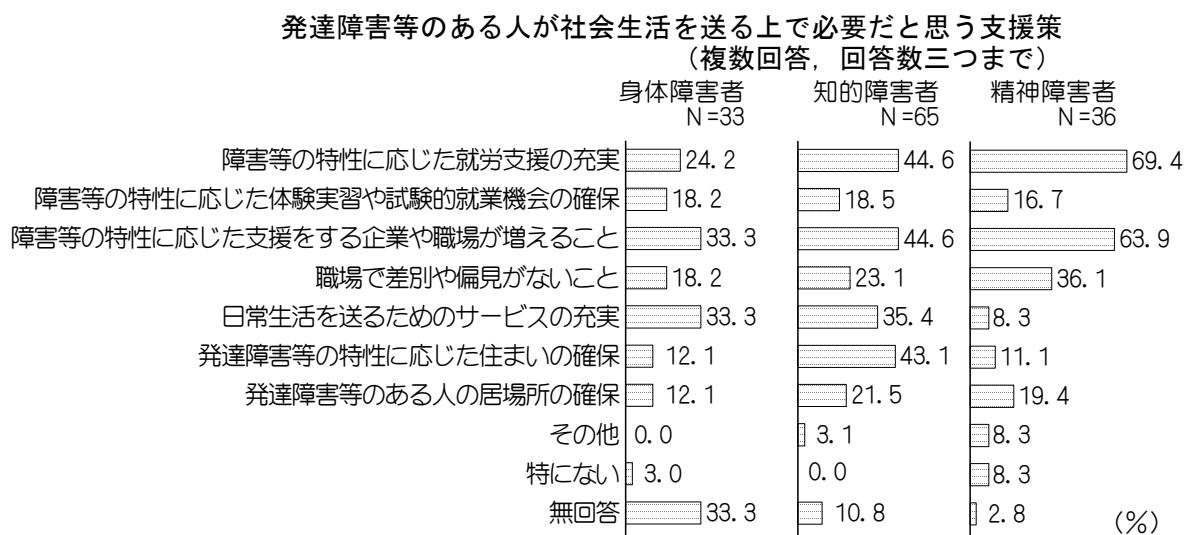 発達障害等のある人が社会生活を送る上で必要だと思う支援策
（複数回答，回答数三つまで）
身体障害者 知的障害者 精神障害者
N=33 N=65 N=36
障害等の特性に応じた就労支援の充実 24.2 44.6 69.4
障害等の特性に応じた体験実習や試験的就業機会の確保 18.2 18.5 16.7
障害等の特性に応じた支援をする企業や職場が増えること 33.3 44.6 63.9
職場で差別や偏見がないこと 18.2 23.1 36.1
日常生活を送るためのサービスの充実 33.3 35.4 8.3
発達障害等の特性に応じた住まいの確保 12.1 43.1 11.1
発達障害等のある人の居場所の確保 12.1 21.5 19.4
その他 0.0 3.1 8.3
特にない 3.0 0.0 8.3
無回答 33.3 10.8 2.8 (%)